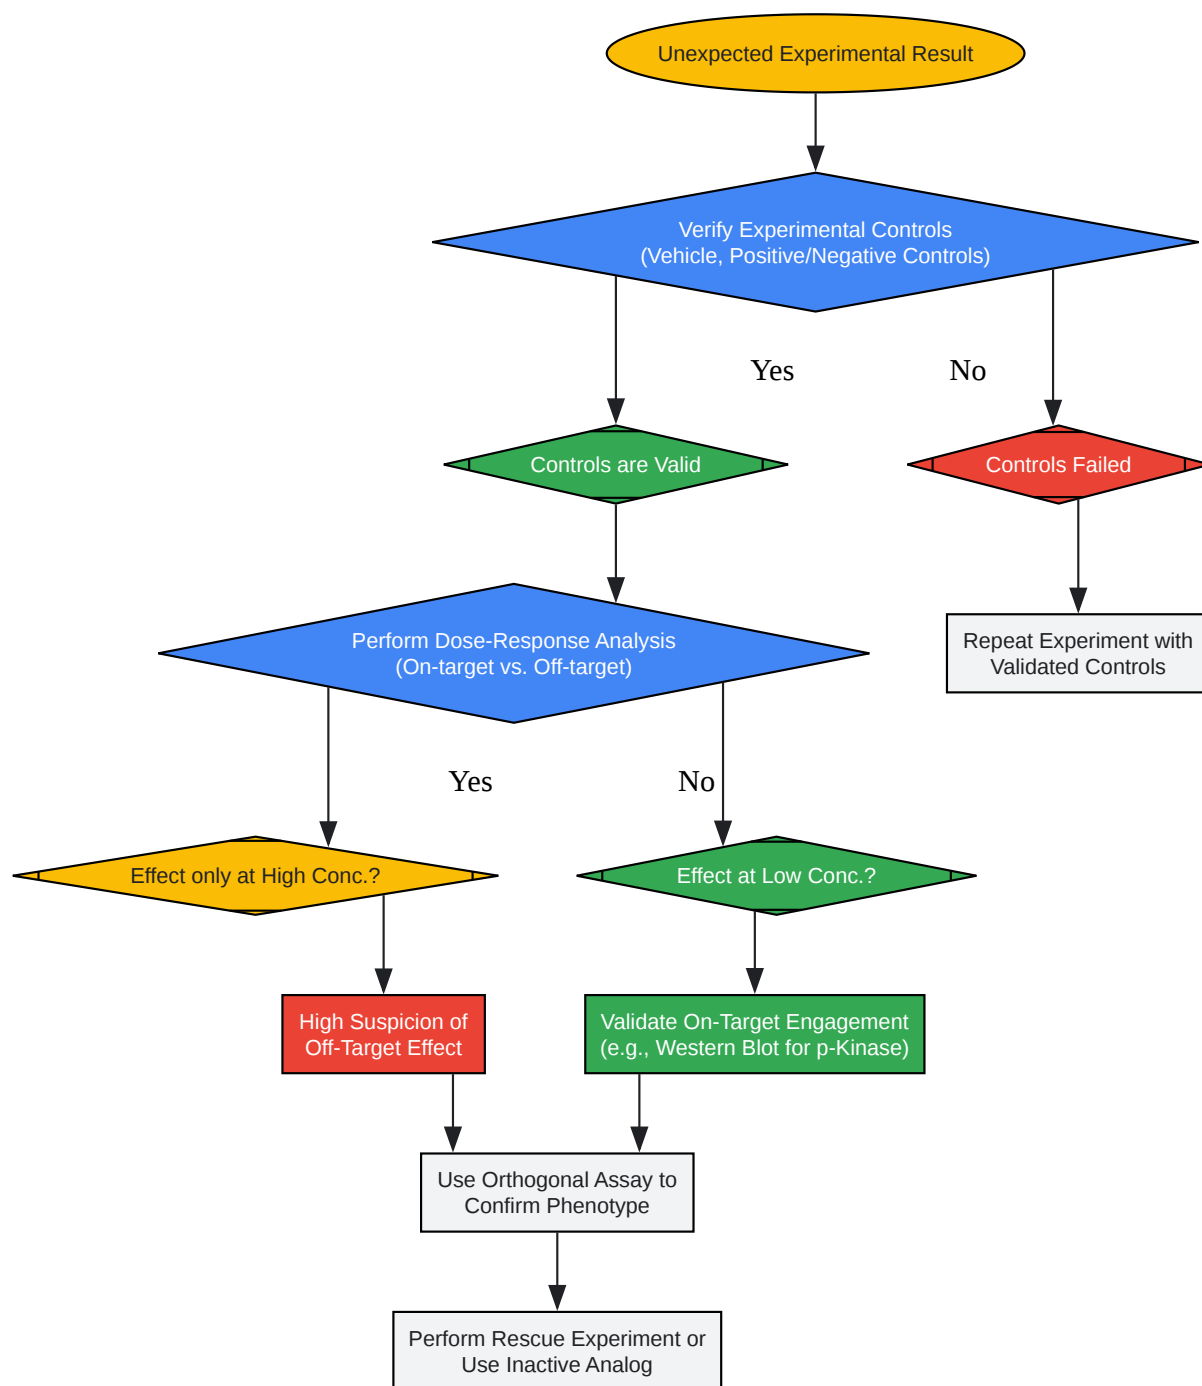 Unexpected Experimental Result
Verify Experimental Controls
(Vehicle, Positive/Negative Controls)
Yes
No
Controls are Valid
Controls Failed
Perform Dose-Response Analysis
(On-target vs. Off-target)
Repeat Experiment with
Validated Controls
Yes
No
Effect only at High Conc.?
Effect at Low Conc.?
High Suspicion of
Off-Target Effect
Validate On-Target Engagement
(e.g., Western Blot for p-Kinase)
Use Orthogonal Assay to
Confirm Phenotype
Perform Rescue Experiment or
Use Inactive Analog